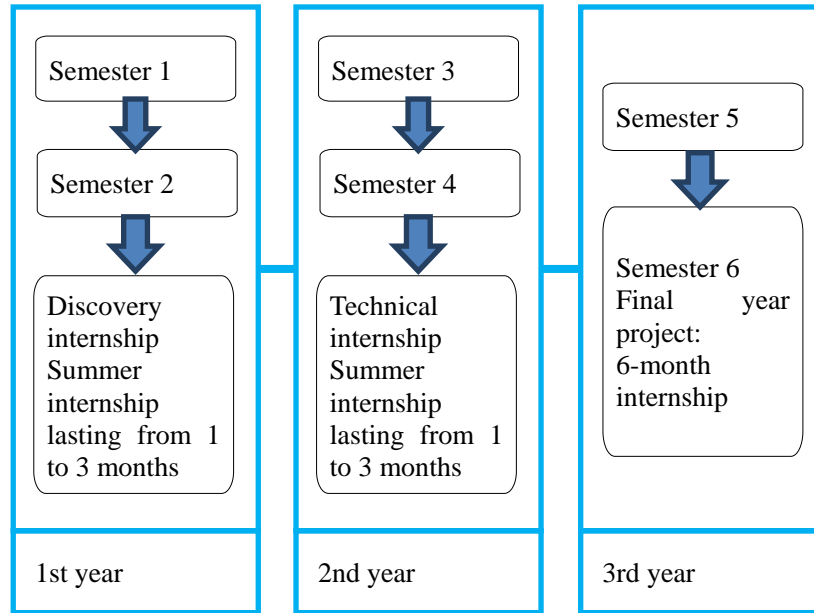 Semester 1
Semester 2
Discovery
internship
Summer
internship
lasting from 1
to 3 months
1st year
Semester 3
Semester 4
Technical
internship
Summer
internship
lasting from 1
to 3 months
2nd year
Semester 5
Semester 6
Final year
project:
6-month
internship
3rd year